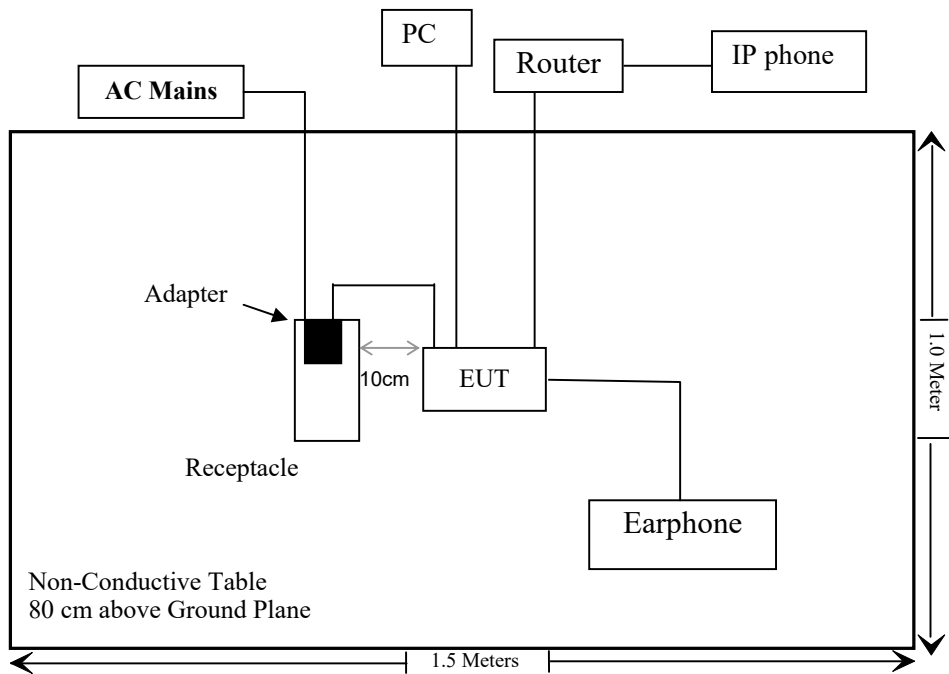 PC
Router
IP phone
AC Mains
Adapter
10cm
EUT
1.0 Meter
Receptacle
Earphone
Non-Conductive Table
80 cm above Ground Plane
1.5 Meters